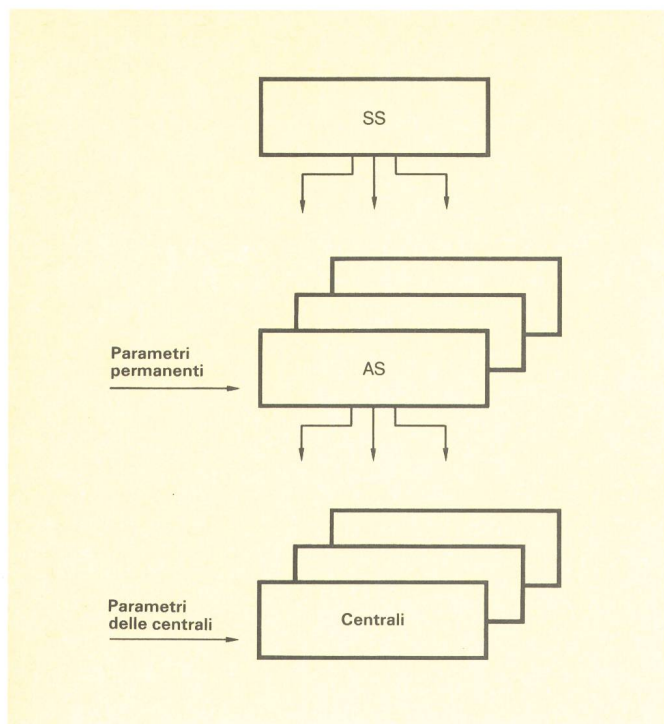 SS
Parametri
permanenti
AS
Parametri
delle centrali
Centrali